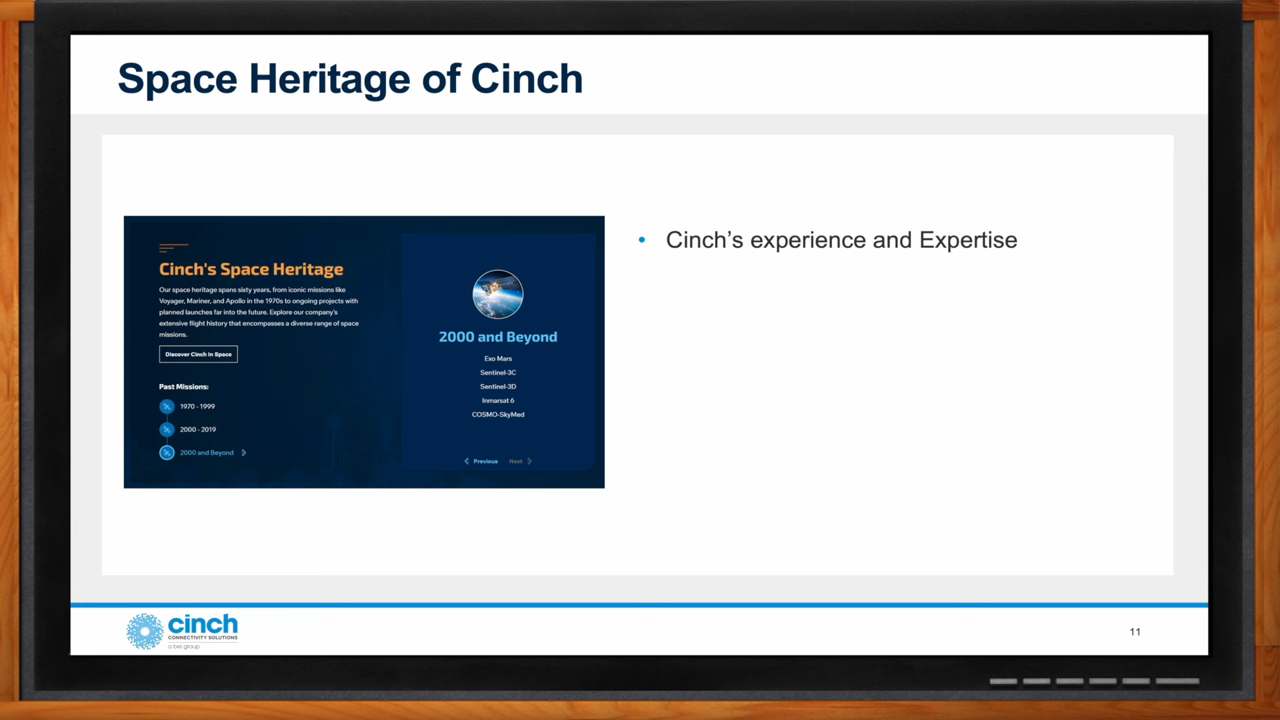 Space Heritage of Cinch
Cinch's Space Heritage
Our space heritage spans sixty years, from iconic missions like
Voyager, Mariner, and Apollo in the 1970s to ongoing projects with
planned launches far into the future. Explore our company's
extensive flight history that encompasses a diverse range of space
missions.
Discover Cinch In Space
Past Missions:
1970 - 1999
2000 - 2019
2000 and Beyond
2000 and Beyond
Exo Mars
Sentinel-3C
Sentinel-3D
Inmarsat 6
COSMO-SkyMed
Previous Next
• Cinch’s experience and Expertise
cinch
CONNECTIVITY SOLUTIONS
a bel group
11